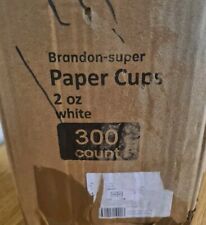 Brandon-super
Paper Cups
2 oz
white
300
count